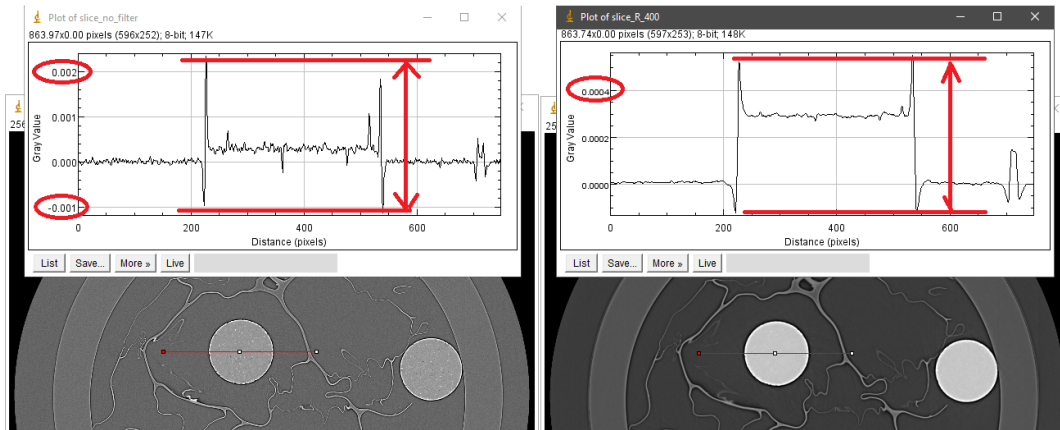 Plot of slice_no_filter
863.97x0.00 pixels (596x252); 8-bit; 147K
0.002
0.001
0.000
-0.001
Gray Value
0 200 400 600
Distance (pixels)
List Save... More » Live
256
Plot of slice_R_400
863.74x0.00 pixels (597x253); 8-bit; 148K
0.0004
0.0002
0.0000
Gray Value
0 200 400 600
Distance (pixels)
List Save... More » Live